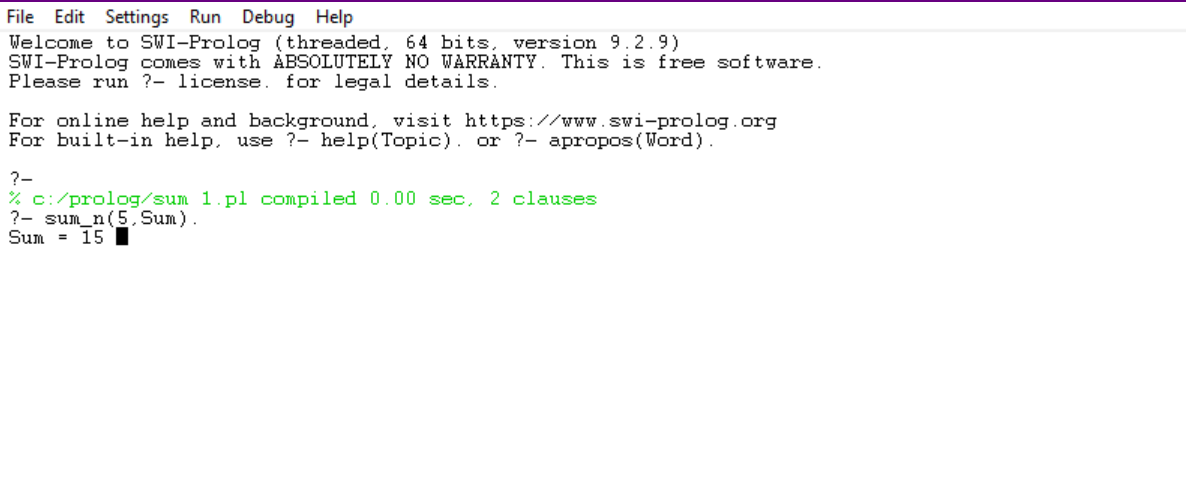 File Edit Settings Run Debug Help
Welcome to SWI-Prolog (threaded, 64 bits, version 9.2.9)
SWI-Prolog comes with ABSOLUTELY NO WARRANTY. This is free software.
Please run ?- license. for legal details.
For online help and background, visit https://www.swi-prolog.org
For built-in help, use ?- help(Topic). or ?- apropos(Word).
?-
% c:/prolog/sum 1.pl compiled 0.00 sec, 2 clauses
?- sum_n(5,Sum).
Sum = 15